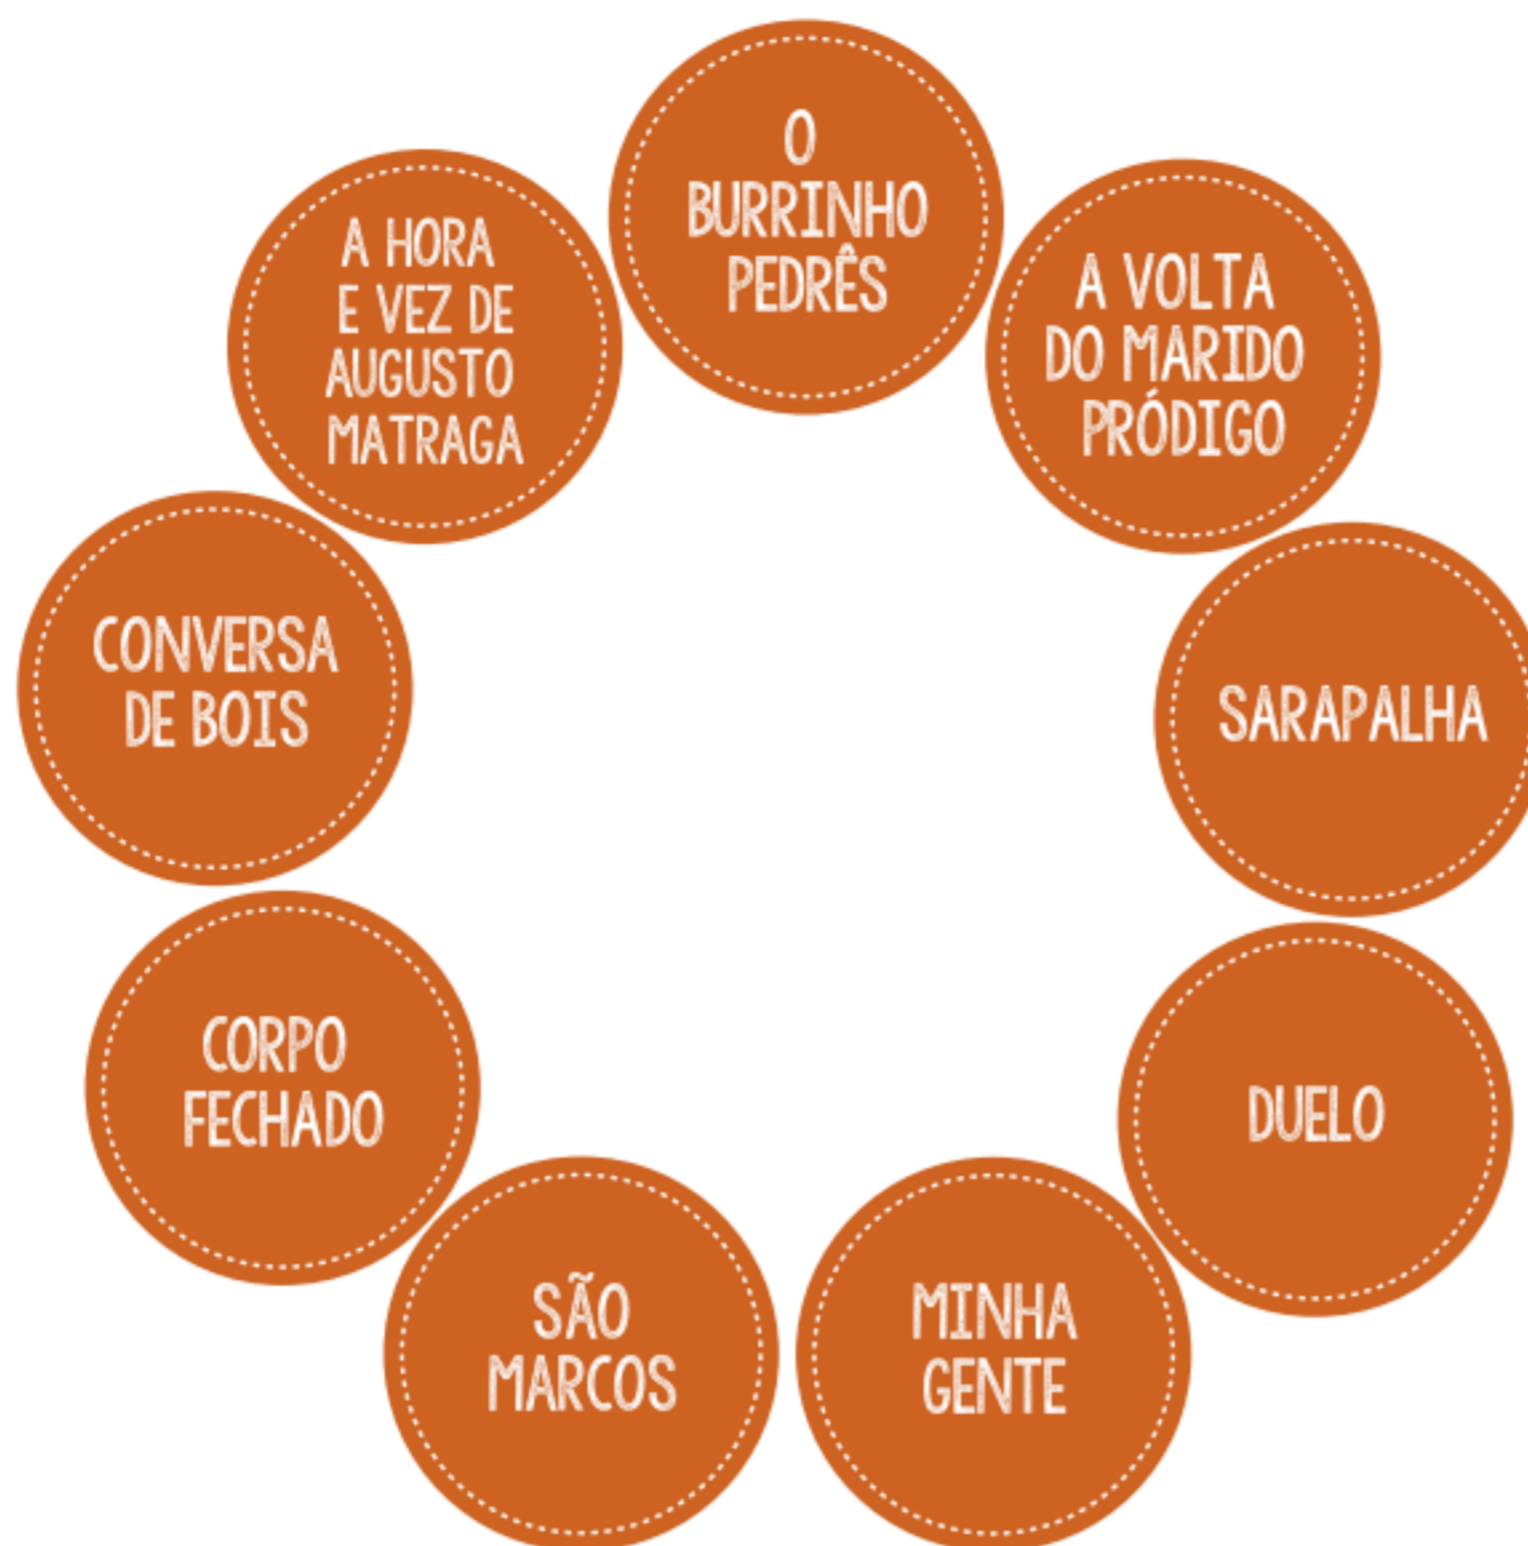 O
BURRINHO
PEDRÊS
A VOLTA
DO MARIDO
PRÓDIGO
SARAPALHA
DUELO
MINHA
GENTE
SÃO
MARCOS
CORPO
FECHADO
CONVERSA
DE BOIS
A HORA
E VEZ DE
AUGUSTO
MATRAGA